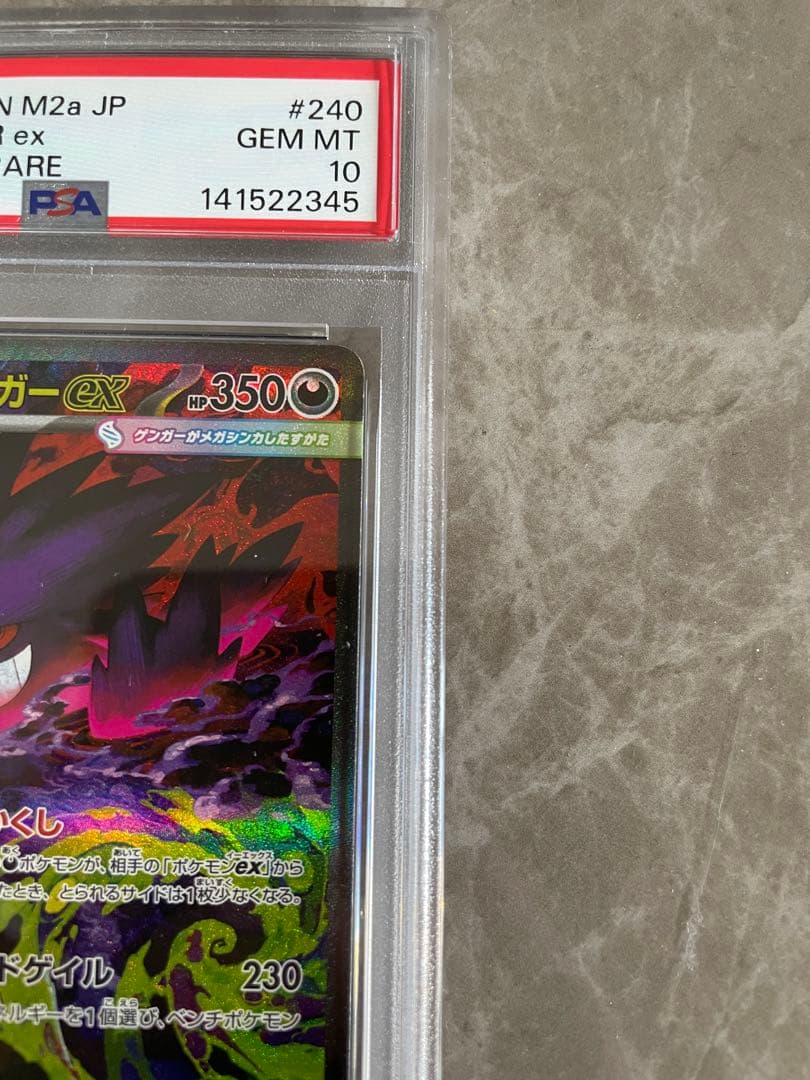 N M2a JP #240
R ex GEM MT
RARE 10
PSA 141522345
ガーex HP350
ゲンガーがメガシンカしたすがた
かくし
ポケモンが、相手の「ポケモンex」から
たとき、とられるサイドは1枚少なくなる。
ドゲイル 230
ネルギーを1個選び、ベンチポケモン